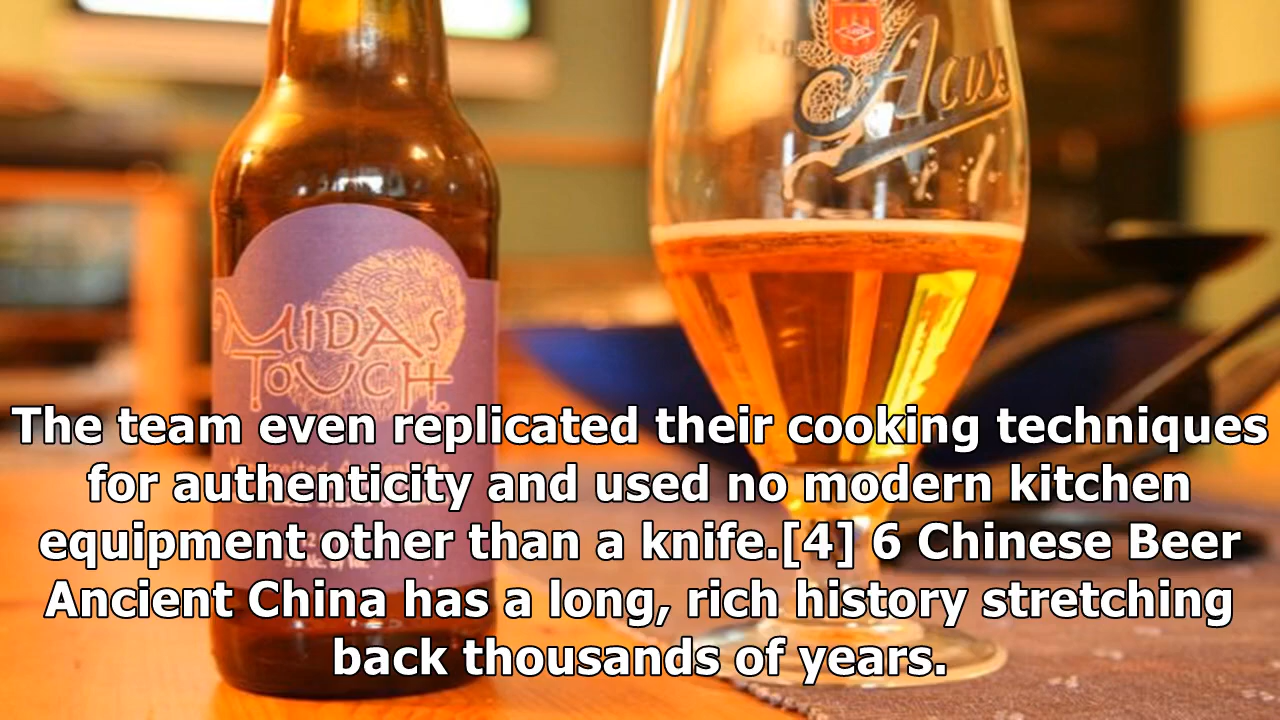 MIDAS
TOUCH
The team even replicated their cooking techniques
for authenticity and used no modern kitchen
equipment other than a knife.[4] 6 Chinese Beer
Ancient China has a long, rich history stretching
back thousands of years.